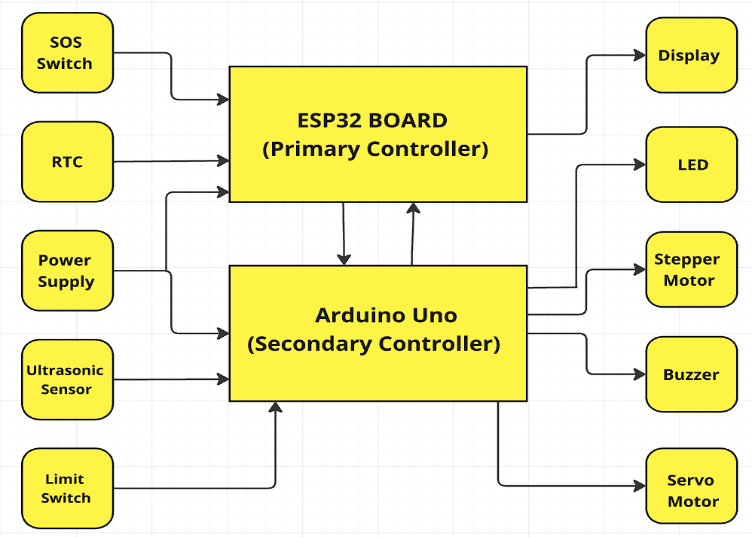 SOS
Switch
RTC
Power
Supply
Ultrasonic
Sensor
Limit
Switch
ESP32 BOARD
(Primary Controller)
Arduino Uno
(Secondary Controller)
Display
LED
Stepper
Motor
Buzzer
Servo
Motor